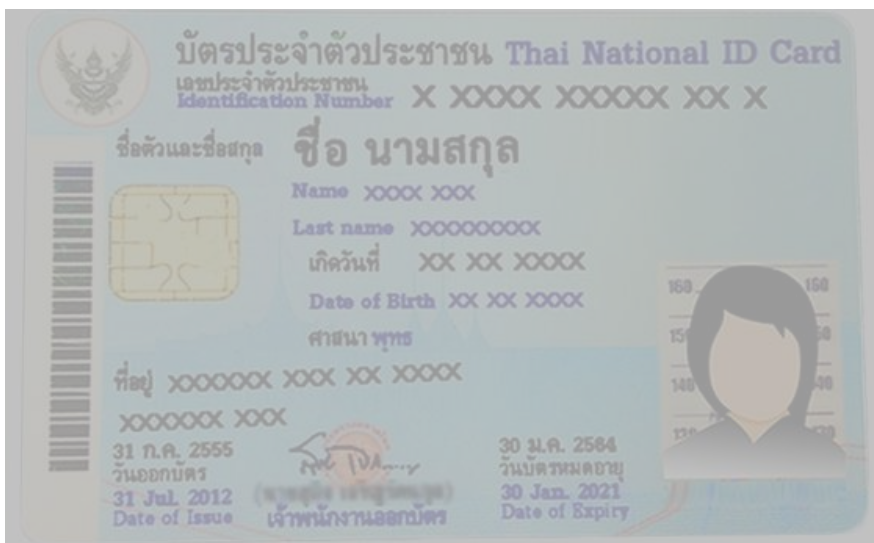 บัตรประจำตัวประชาชน Thai National ID Card
เลขประจำตัวประชาชน
Identification Number X XXXX XXXXX XX X
ชื่อตัวและชื่อสกุล ชื่อ นามสกุล
Name XXXX XXX
Last name XXXXXXXXXX
เกิดวันที่ XX XX XXXX
Date of Birth XX XX XXXX
ศาสนา พุทธ
ที่อยู่ XXXXXX XXX XX XXXX
XXXXXX XXX
31 ก.ค. 2555
วันออกบัตร
31 Jul. 2012
Date of Issue
เจ้าพนักงานออกบัตร
30 ม.ค. 2564
วันบัตรหมดอายุ
30 Jan. 2021
Date of Expiry
160 150
140